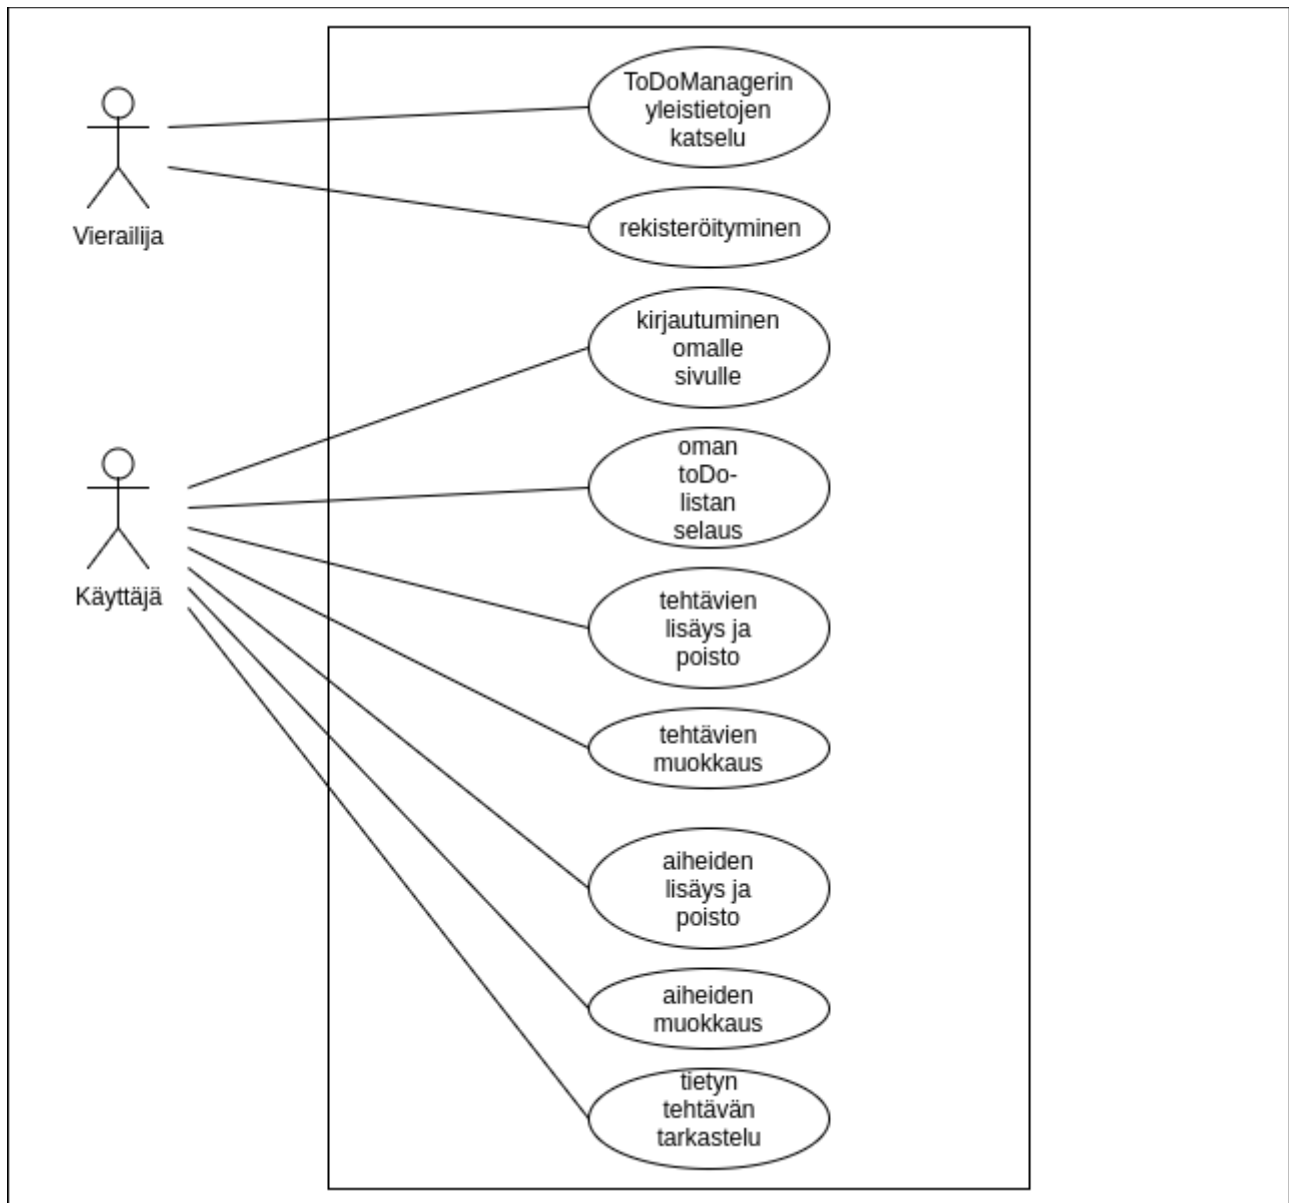 ToDoManagerin
yleistietojen
katselu
rekisteröityminen
Vierailija
kirjautuminen
omalle
sivulle
oman
toDo-
listan
selaus
Käyttäjä
tehtävien
lisäys ja
poisto
tehtävien
muokkaus
aiheiden
lisäys ja
poisto
aiheiden
muokkaus
tietyn
tehtävän
tarkastelu